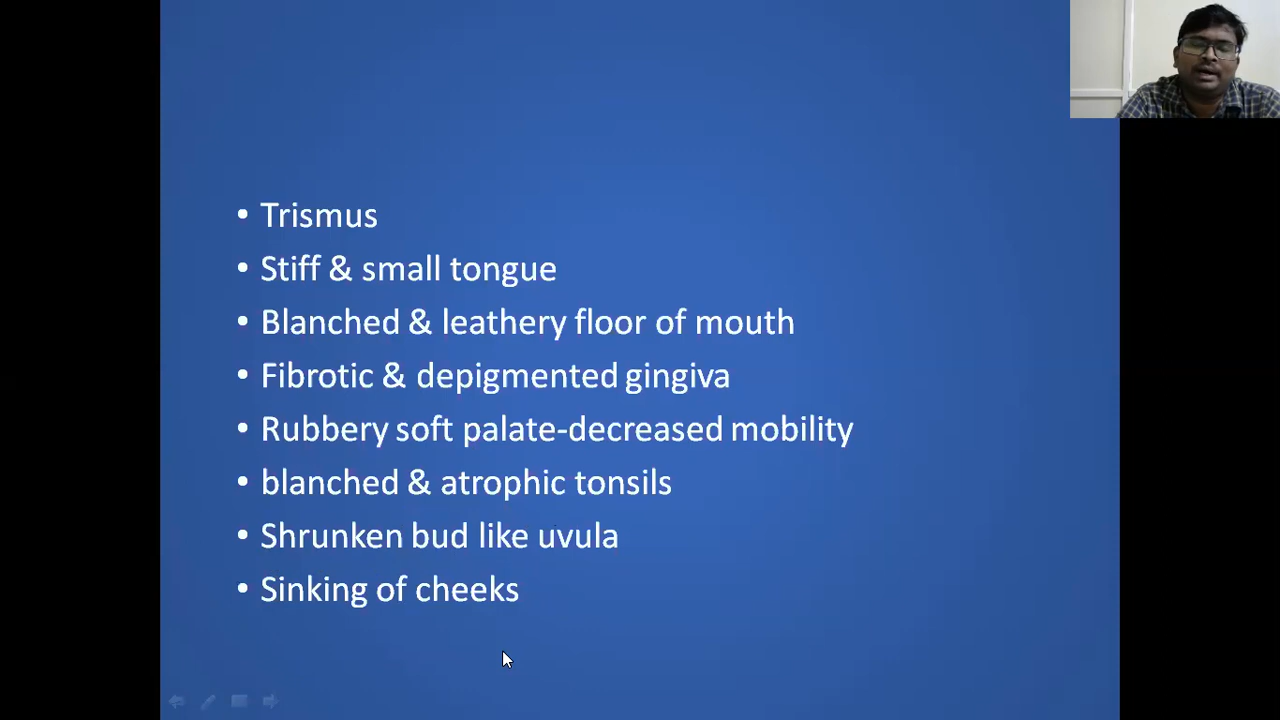 • Trismus
• Stiff & small tongue
• Blanched & leathery floor of mouth
• Fibrotic & depigmented gingiva
• Rubbery soft palate-decreased mobility
• blanched & atrophic tonsils
• Shrunken bud like uvula
• Sinking of cheeks